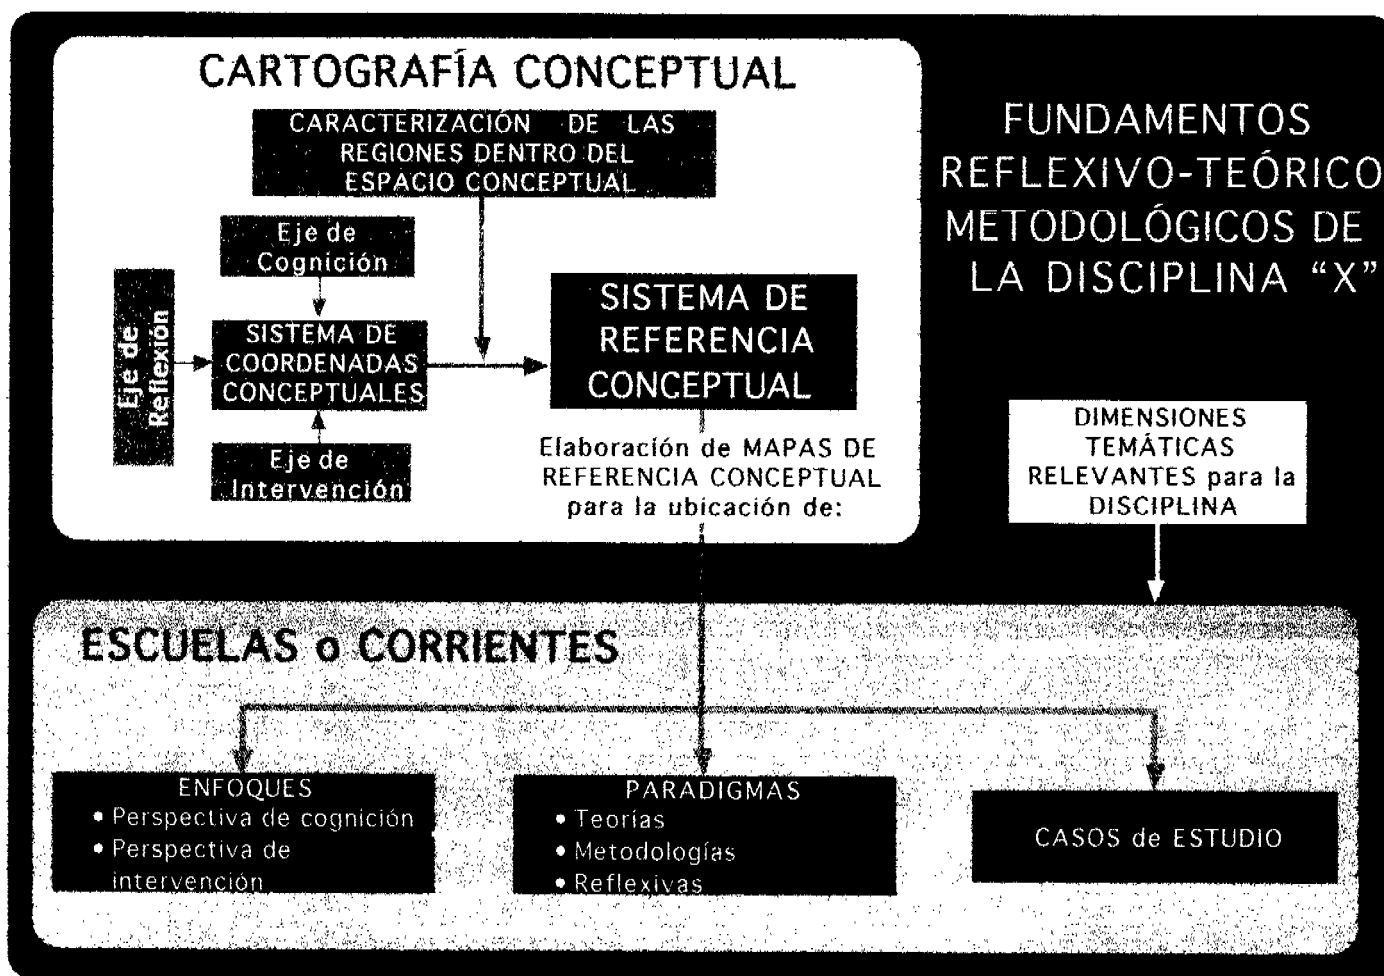 CARTOGRAFÍA CONCEPTUAL
CARACTERIZACIÓN DE LAS
REGIONES DENTRO DEL
ESPACIO CONCEPTUAL
Eje de
Cognición
Eje de
Reflexión
SISTEMA DE
COORDENADAS
CONCEPTUALES
Eje de
Intervención
SISTEMA DE
REFERENCIA
CONCEPTUAL
Elaboración de MAPAS DE
REFERENCIA CONCEPTUAL
para la ubicación de:
FUNDAMENTOS
REFLEXIVO-TEÓRICO
METODOLÓGICOS DE
LA DISCIPLINA “X”
DIMENSIONES
TEMÁTICAS
RELEVANTES para la
DISCIPLINA
ESCUELAS o CORRIENTES
ENFOQUES
• Perspectiva de cognición
• Perspectiva de
intervención
PARADIGMAS
• Teorías
• Metodologías
• Reflexivas
CASOS de ESTUDIO